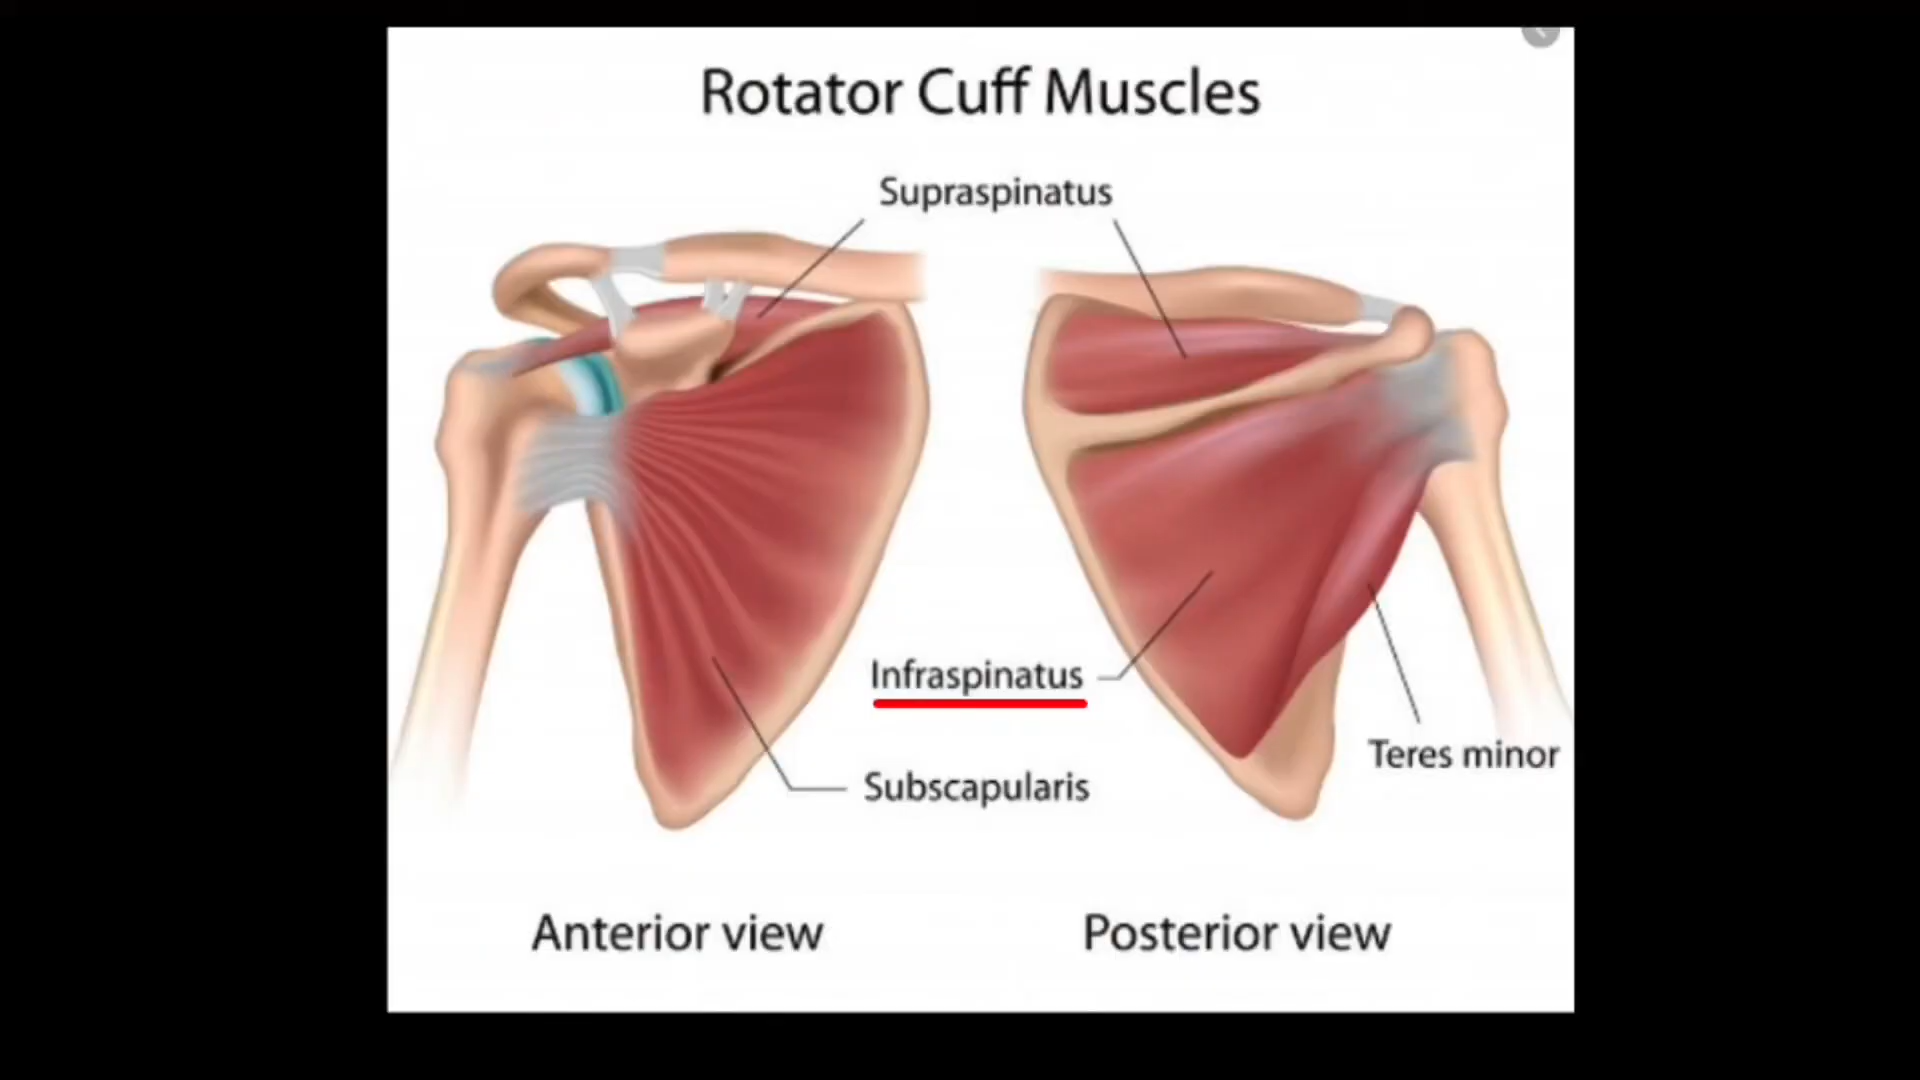 Rotator Cuff Muscles
Supraspinatus
Infraspinatus
Subscapularis
Teres minor
Anterior view
Posterior view